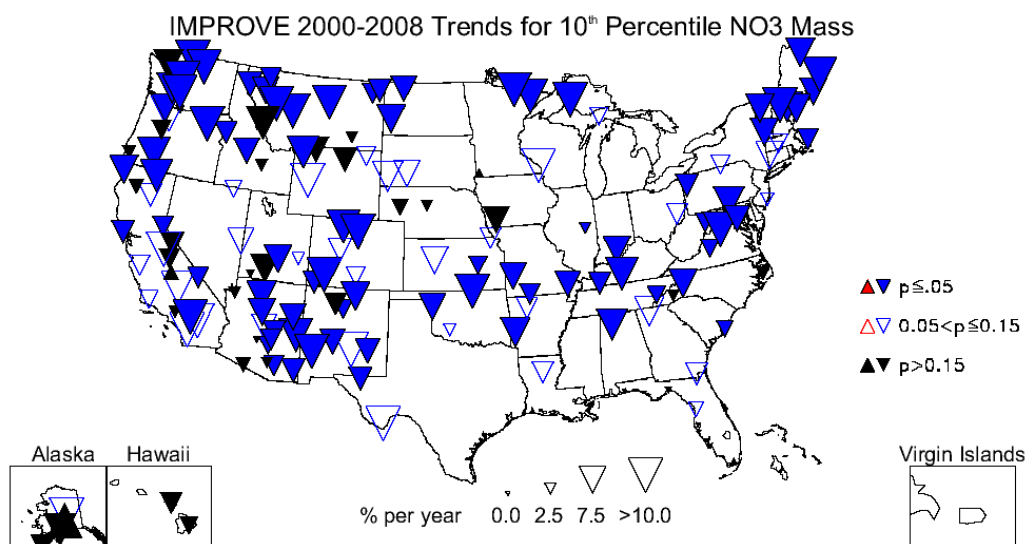 IMPROVE 2000-2008 Trends for 10th Percentile NO3 Mass
p≤.05
0.05<p≤0.15
p>0.15
Alaska
Hawaii
Virgin Islands
% per year 0.0 2.5 7.5 >10.0